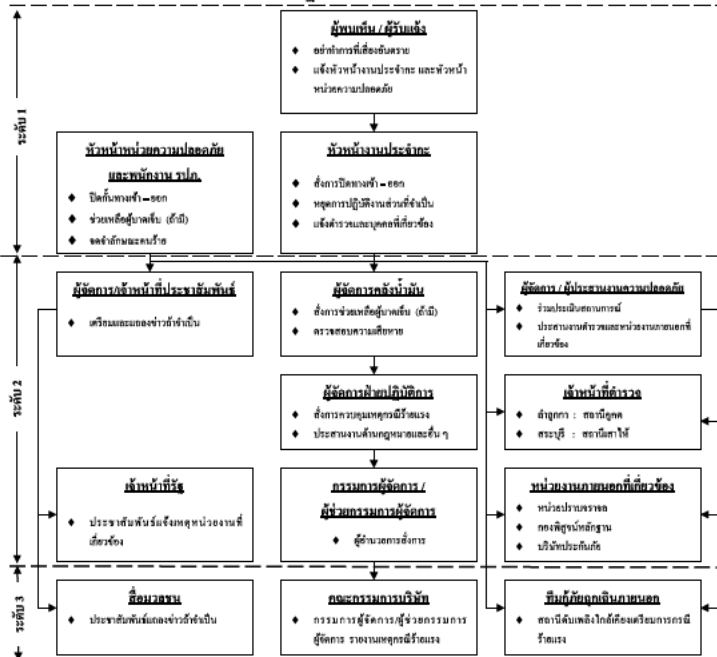 ระดับ 1
ผู้พบเห็น / ผู้รับแจ้ง
♦ อย่าทำการที่เสี่ยงอันตราย
♦ แจ้งหัวหน้างานประจำกะ และหัวหน้า
หน่วยความปลอดภัย
หัวหน้าหน่วยความปลอดภัย
และพนักงาน รปภ.
♦ ปิดกั้นทางเข้า – ออก
♦ ช่วยเหลือผู้บาดเจ็บ (ถ้ามี)
♦ จดจำลักษณะคนร้าย
หัวหน้างานประจำกะ
♦ สั่งการปิดทางเข้า – ออก
♦ หยุดการปฏิบัติงานส่วนที่จำเป็น
♦ แจ้งตำรวจและบุคคลที่เกี่ยวข้อง
ระดับ 2
ผู้จัดการ/เจ้าหน้าที่ประชาสัมพันธ์
♦ เตรียมและแถลงข่าวถ้าจำเป็น
ผู้จัดการคลังน้ำมัน
♦ สั่งการช่วยเหลือผู้บาดเจ็บ (ถ้ามี)
♦ ตรวจสอบความเสียหาย
ผู้จัดการ / ผู้ประสานงานความปลอดภัย
♦ ร่วมประเมินสถานการณ์
♦ ประสานงานตำรวจและหน่วยงานภายนอกที่
เกี่ยวข้อง
ผู้จัดการฝ่ายปฏิบัติการ
♦ สั่งการควบคุมเหตุกรณีร้ายแรง
♦ ประสานงานด้านกฎหมายและอื่น ๆ
เจ้าหน้าที่ตำรวจ
♦ ลำลูกกา : สถานีคูคต
♦ สระบุรี : สถานีเสาไห้
เจ้าหน้าที่รัฐ
♦ ประชาสัมพันธ์แจ้งเหตุหน่วยงานที่
เกี่ยวข้อง
กรรมการผู้จัดการ /
ผู้ช่วยกรรมการผู้จัดการ
♦ ผู้อำนวยการสั่งการ
หน่วยงานภายนอกที่เกี่ยวข้อง
♦ หน่วยปราบจราจล
♦ กองพิสูจน์หลักฐาน
♦ บริษัทประกันภัย
ระดับ 3
สื่อมวลชน
♦ ประชาสัมพันธ์แถลงข่าวถ้าจำเป็น
คณะกรรมการบริษัท
♦ กรรมการผู้จัดการ/ผู้ช่วยกรรมการ
ผู้จัดการ รายงานเหตุกรณีร้ายแรง
ทีมกู้ภัยฉุกเฉินภายนอก
♦ สถานีดับเพลิงใกล้เคียงเตรียมการกรณี
ร้ายแรง